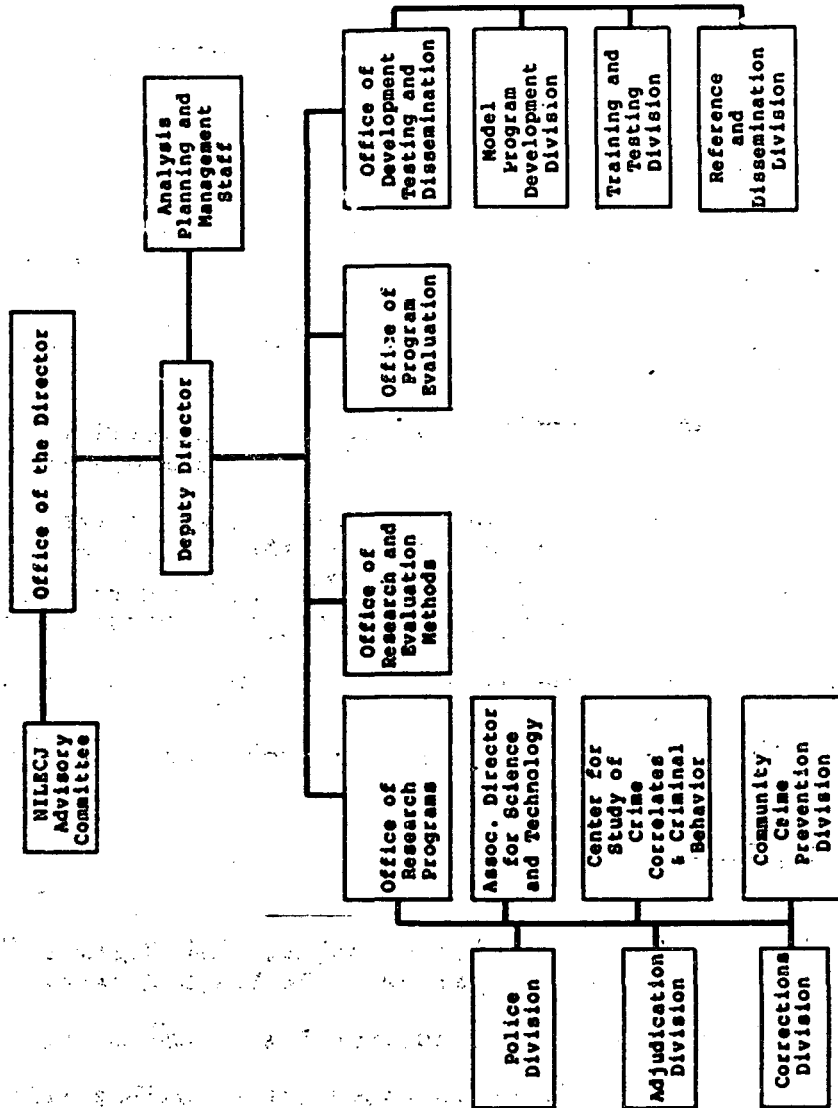 Office of the Director
NILECJ
Advisory
Committee
Deputy Director
Analysis
Planning and
Management
Staff
Office of
Research
Programs
Office of
Research and
Evaluation
Methods
Office of
Program
Evaluation
Office of
Development
Testing and
Dissemination
Police
Division
Adjudication
Division
Corrections
Division
Assoc. Director
for Science
and Technology
Center for
Study of
Crime
Correlates
& Criminal
Behavior
Community
Crime
Prevention
Division
Model
Program
Development
Division
Training and
Testing
Division
Reference
and
Dissemination
Division